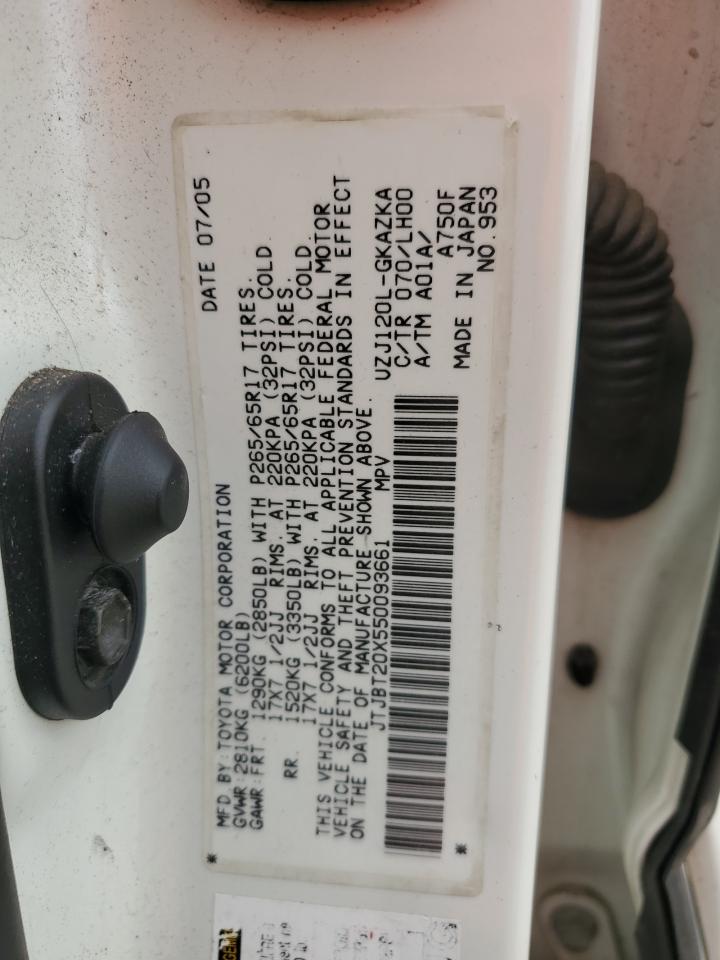 MFD BY:TOYOTA MOTOR CORPORATION DATE 07/05
GVWR:2810KG (6200LB)
GAWR:FRT. 1290KG (2850LB) WITH P265/65R17 TIRES.
17X7 1/2JJ RIMS. AT 220KPA (32PSI) COLD.
RR. 1520KG (3350LB) WITH P265/65R17 TIRES.
17X7 1/2JJ RIMS. AT 220KPA (32PSI) COLD.
THIS VEHICLE CONFORMS TO ALL APPLICABLE FEDERAL MOTOR
VEHICLE SAFETY AND THEFT PREVENTION STANDARDS IN EFFECT
ON THE DATE OF MANUFACTURE SHOWN ABOVE.
JTJBT20X550093661 MPV
UZJ120L-GKAZKA
C/TR 070/LH00
A/TM A01A/
A750F
MADE IN JAPAN
NO.953